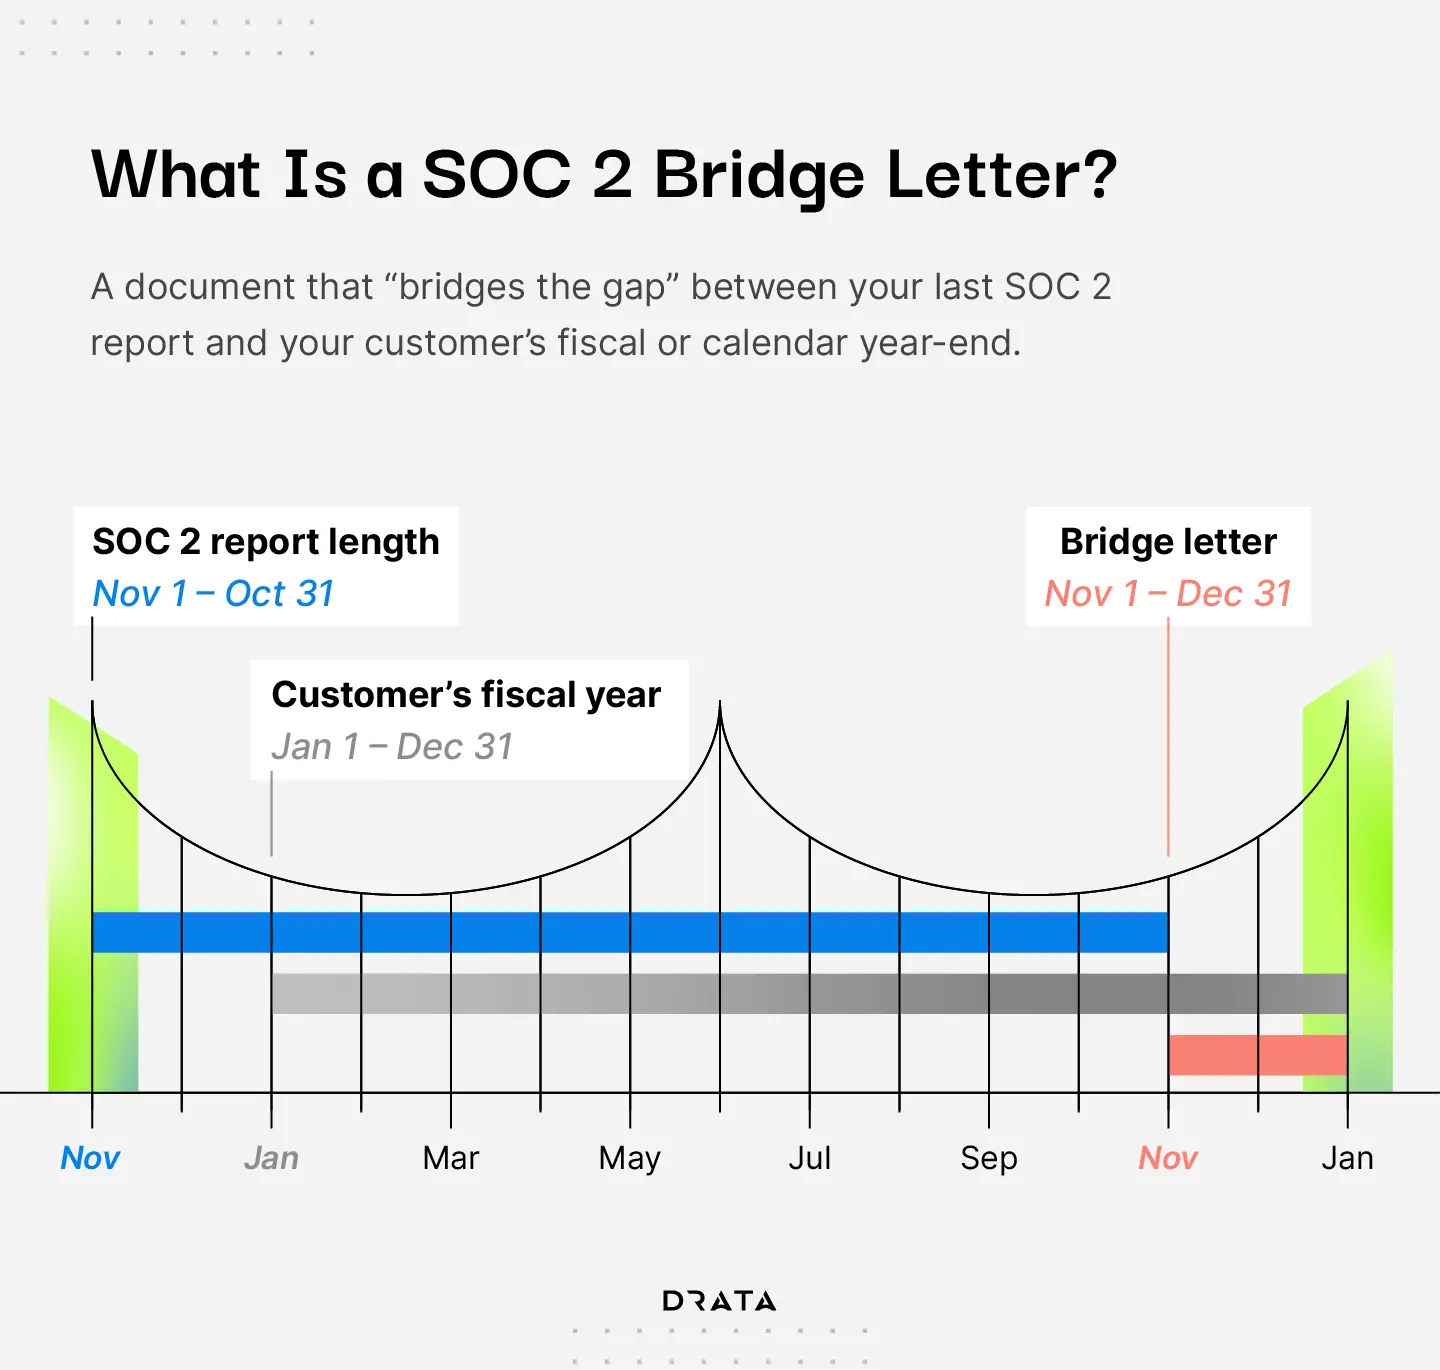 What Is a SOC 2 Bridge Letter?
A document that “bridges the gap” between your last SOC 2
report and your customer’s fiscal or calendar year-end.
SOC 2 report length
Nov 1 – Oct 31
Bridge letter
Nov 1 – Dec 31
Customer’s fiscal year
Jan 1 – Dec 31
Nov
Jan
Mar
May
Jul
Sep
Nov
Jan
DRATA